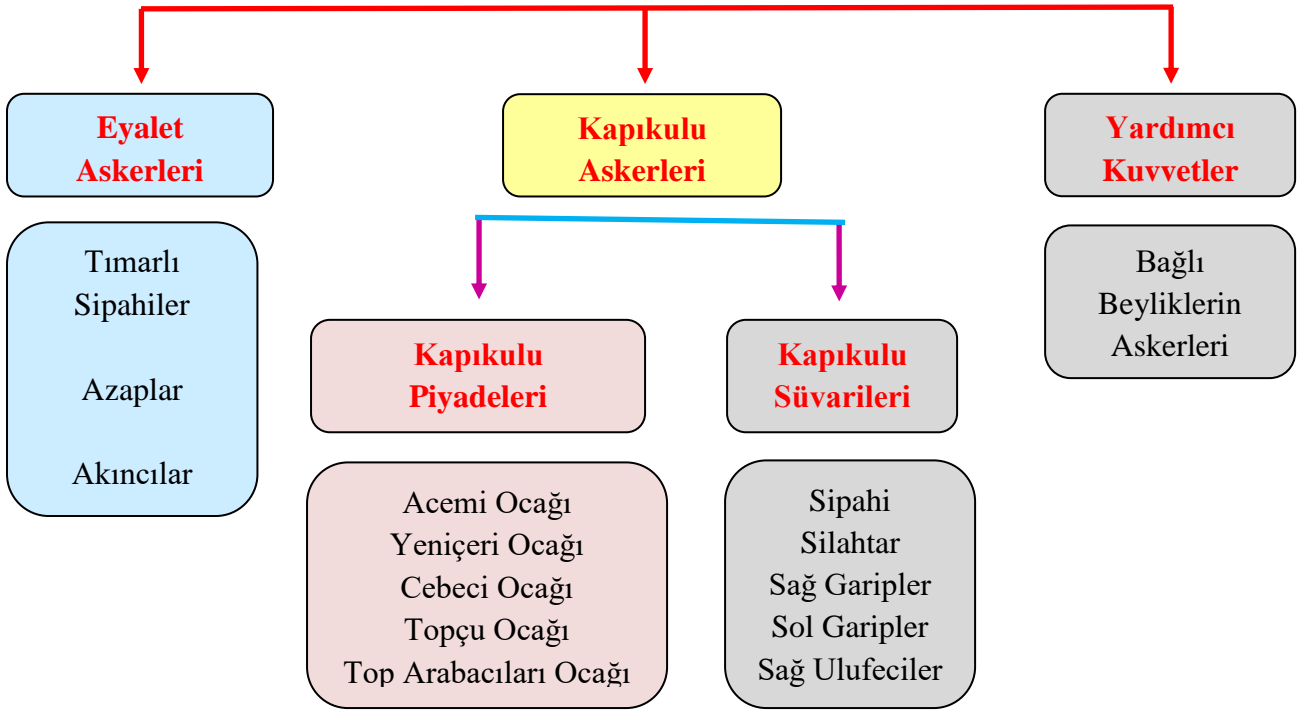 Eyalet
Askerleri
Kapıkulu
Askerleri
Yardımcı
Kuvvetler
Tımarlı
Sipahiler
Azaplar
Akıncılar
Bağlı
Beyliklerin
Askerleri
Kapıkulu
Piyadeleri
Kapıkulu
Süvarileri
Acemi Ocağı
Yeniçeri Ocağı
Cebeci Ocağı
Topçu Ocağı
Top Arabacıları Ocağı
Sipahi
Silahtar
Sağ Garipler
Sol Garipler
Sağ Ulufeciler